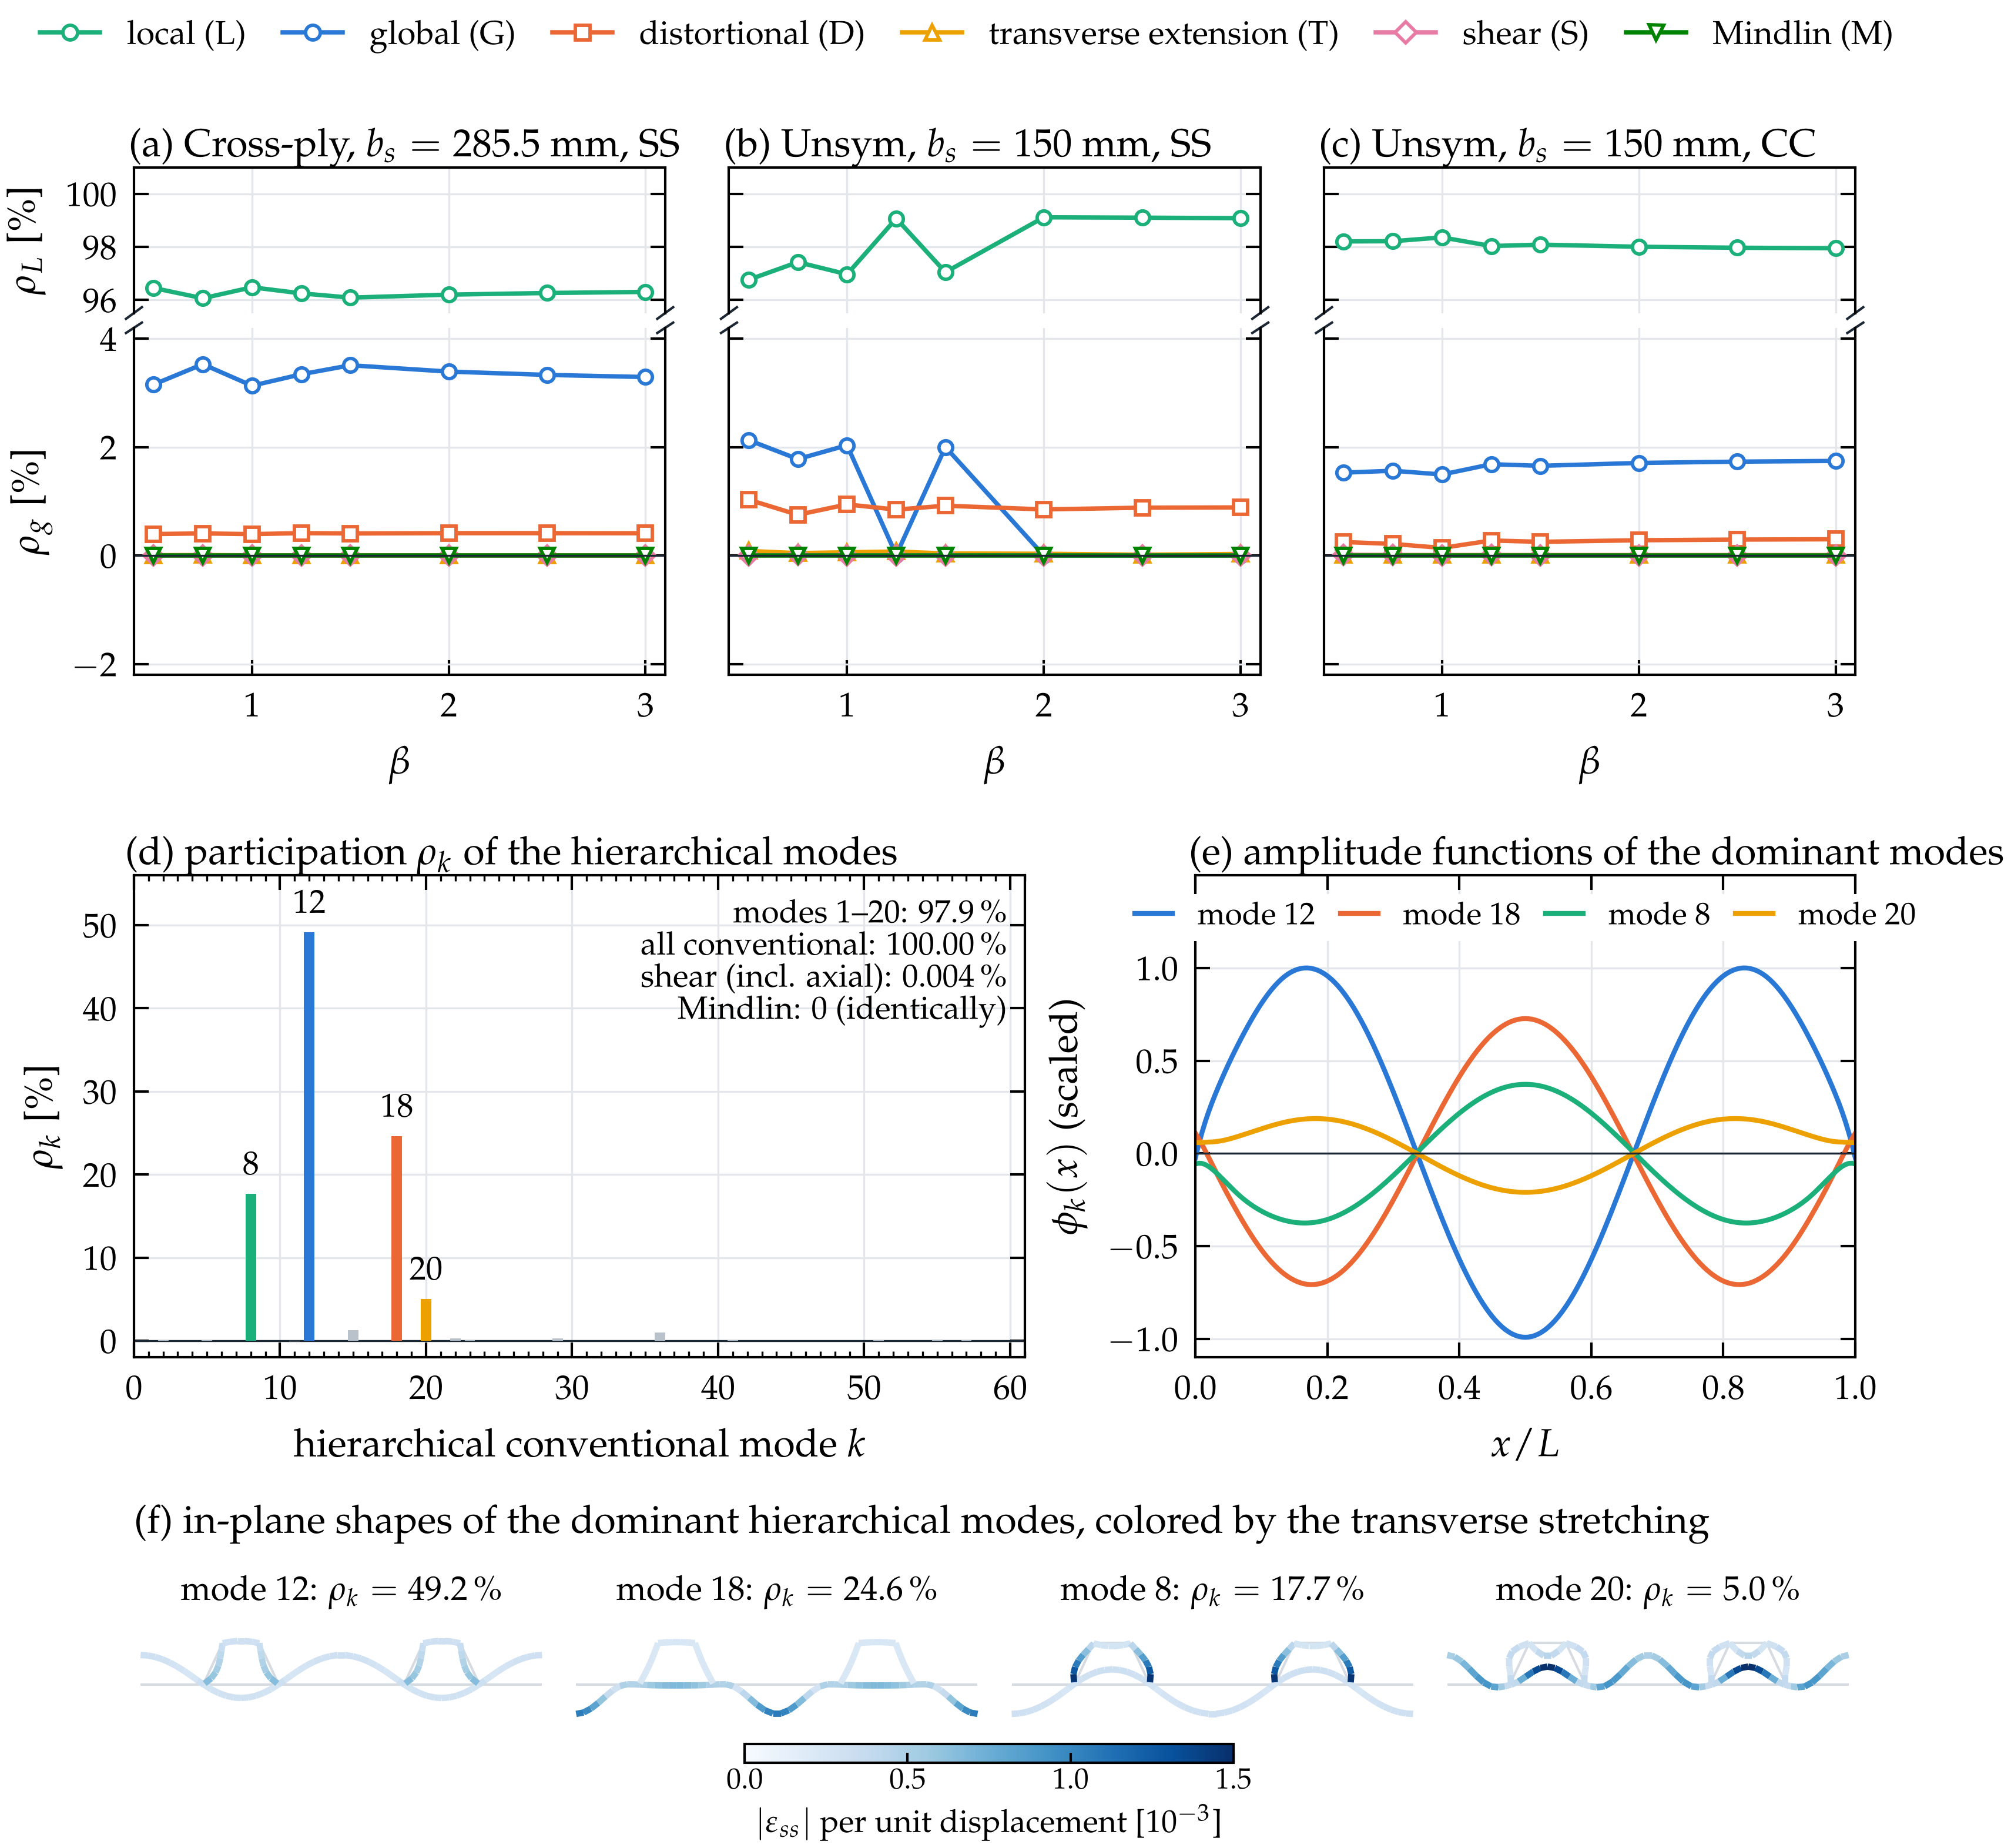 local (L) global (G) distortional (D) transverse extension (T) shear (S) Mindlin (M)
(a) Cross-ply, b_s = 285.5 mm, SS
(b) Unsym, b_s = 150 mm, SS
(c) Unsym, b_s = 150 mm, CC
ρ_L [%]
100
98
96
ρ_g [%]
4
2
0
−2
1 2 3
β
1 2 3
β
1 2 3
β
(d) participation ρ_k of the hierarchical modes
ρ_k [%]
50
40
30
20
10
0
12
18
8
20
modes 1–20: 97.9 %
all conventional: 100.00 %
shear (incl. axial): 0.004 %
Mindlin: 0 (identically)
0 10 20 30 40 50 60
hierarchical conventional mode k
(e) amplitude functions of the dominant modes
mode 12 mode 18 mode 8 mode 20
ϕ_k(x) (scaled)
1.0
0.5
0.0
−0.5
−1.0
0.0 0.2 0.4 0.6 0.8 1.0
x/L
(f) in-plane shapes of the dominant hierarchical modes, colored by the transverse stretching
mode 12: ρ_k = 49.2 %
mode 18: ρ_k = 24.6 %
mode 8: ρ_k = 17.7 %
mode 20: ρ_k = 5.0 %
0.0 0.5 1.0 1.5
|ε_ss| per unit displacement [10⁻³]